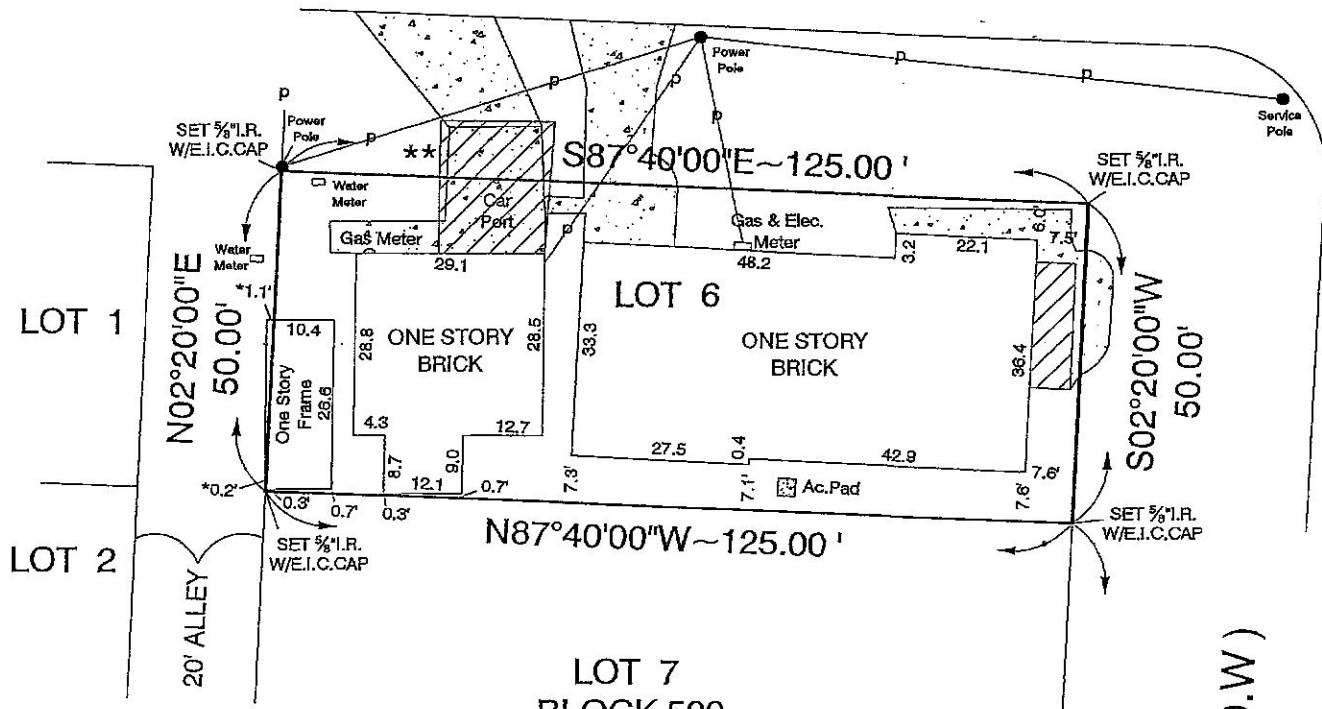 Power
Pole
p
p
p
Service
Pole
p
p
p
p
SET ⅝"I.R.
W/E.I.C.CAP
Power
Pole
p
**
S87°40'00"E~125.00'
SET ⅝"I.R.
W/E.I.C.CAP
Water
Meter
Car
Port
Gas & Elec.
Meter
6.0'
7.5'
Gas Meter
p
Water
Meter
29.1
48.2
3.2
22.1
N02°20'00"E
50.00'
*1.1'
LOT 1
LOT 6
S02°20'00"W
50.00'
10.4
One Story
Frame
26.6
28.8
ONE STORY
BRICK
28.5
33.3
ONE STORY
BRICK
36.4
4.3
12.7
27.5
0.4
42.9
8.7
9.0
12.1
0.7'
7.3'
7.1'
Ac.Pad
7.6'
7.6'
*0.2'
0.3'
0.7'
0.3'
SET ⅝"I.R.
W/E.I.C.CAP
N87°40'00"W~125.00'
SET ⅝"I.R.
W/E.I.C.CAP
LOT 2
20' ALLEY
LOT 7
.W )